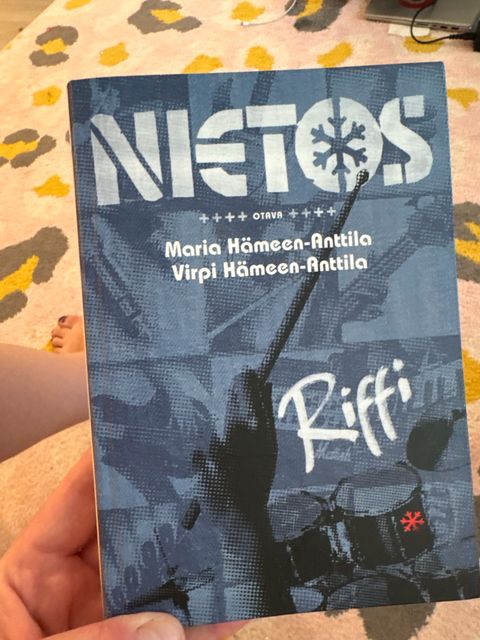 NIETOS
++++ OTAVA ++++
Maria Hämeen-Anttila
Virpi Hämeen-Anttila
Riffi